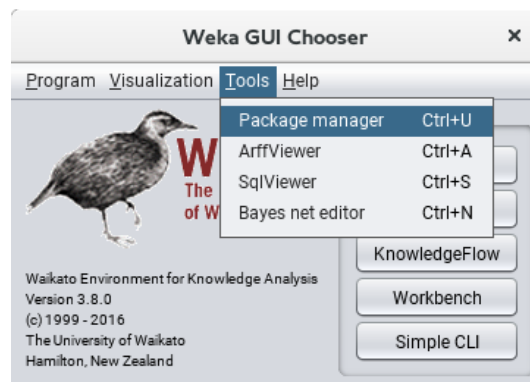 Weka GUI Chooser
Program Visualization Tools Help
Package manager Ctrl+U
ArffViewer Ctrl+A
SqlViewer Ctrl+S
Bayes net editor Ctrl+N
W
The
of W
KnowledgeFlow
Workbench
Simple CLI
Waikato Environment for Knowledge Analysis
Version 3.8.0
(c) 1999 - 2016
The University of Waikato
Hamilton, New Zealand